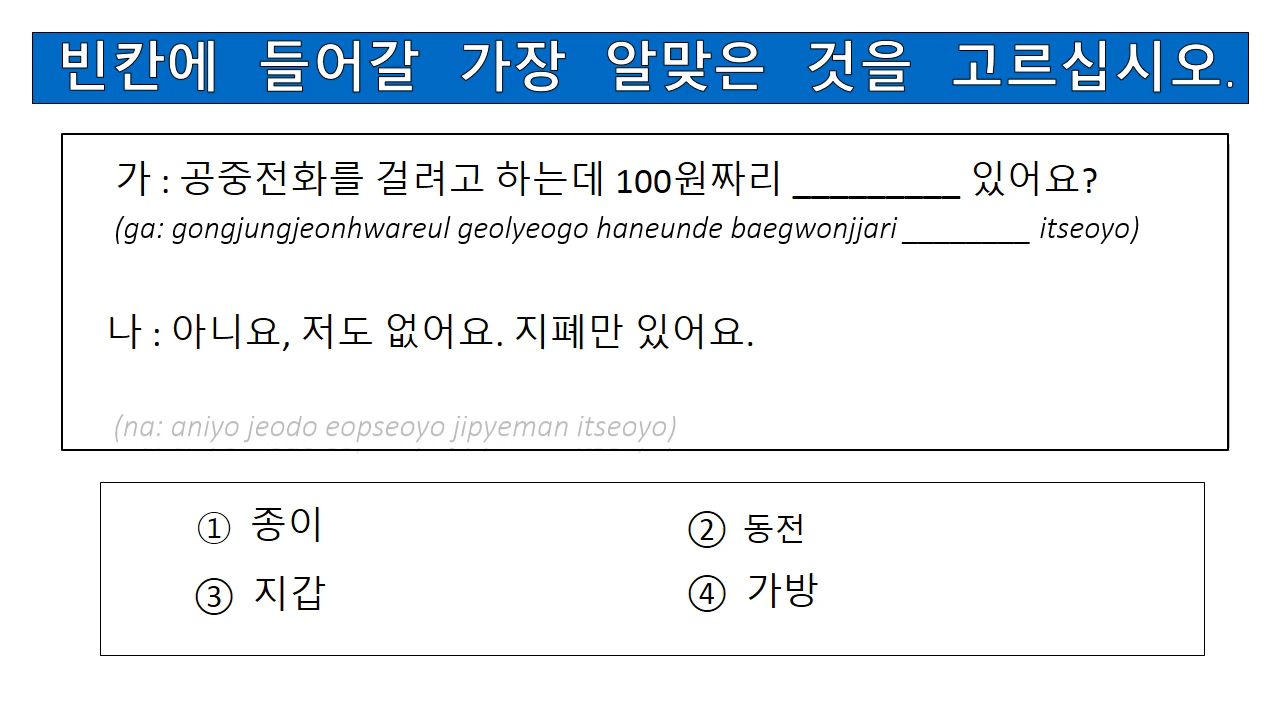 빈칸에 들어갈 가장 알맞은 것을 고르십시오.
가 : 공중전화를 걸려고 하는데 100원짜리 __________ 있어요?
(ga: gongjungjeonhwareul geolyeogo haneunde baegwonjjari ________ itseoyo)
나 : 아니요, 저도 없어요. 지폐만 있어요.
(na: aniyo jeodo eopseoyo jipyeman itseoyo)
① 종이 ② 동전
③ 지갑 ④ 가방